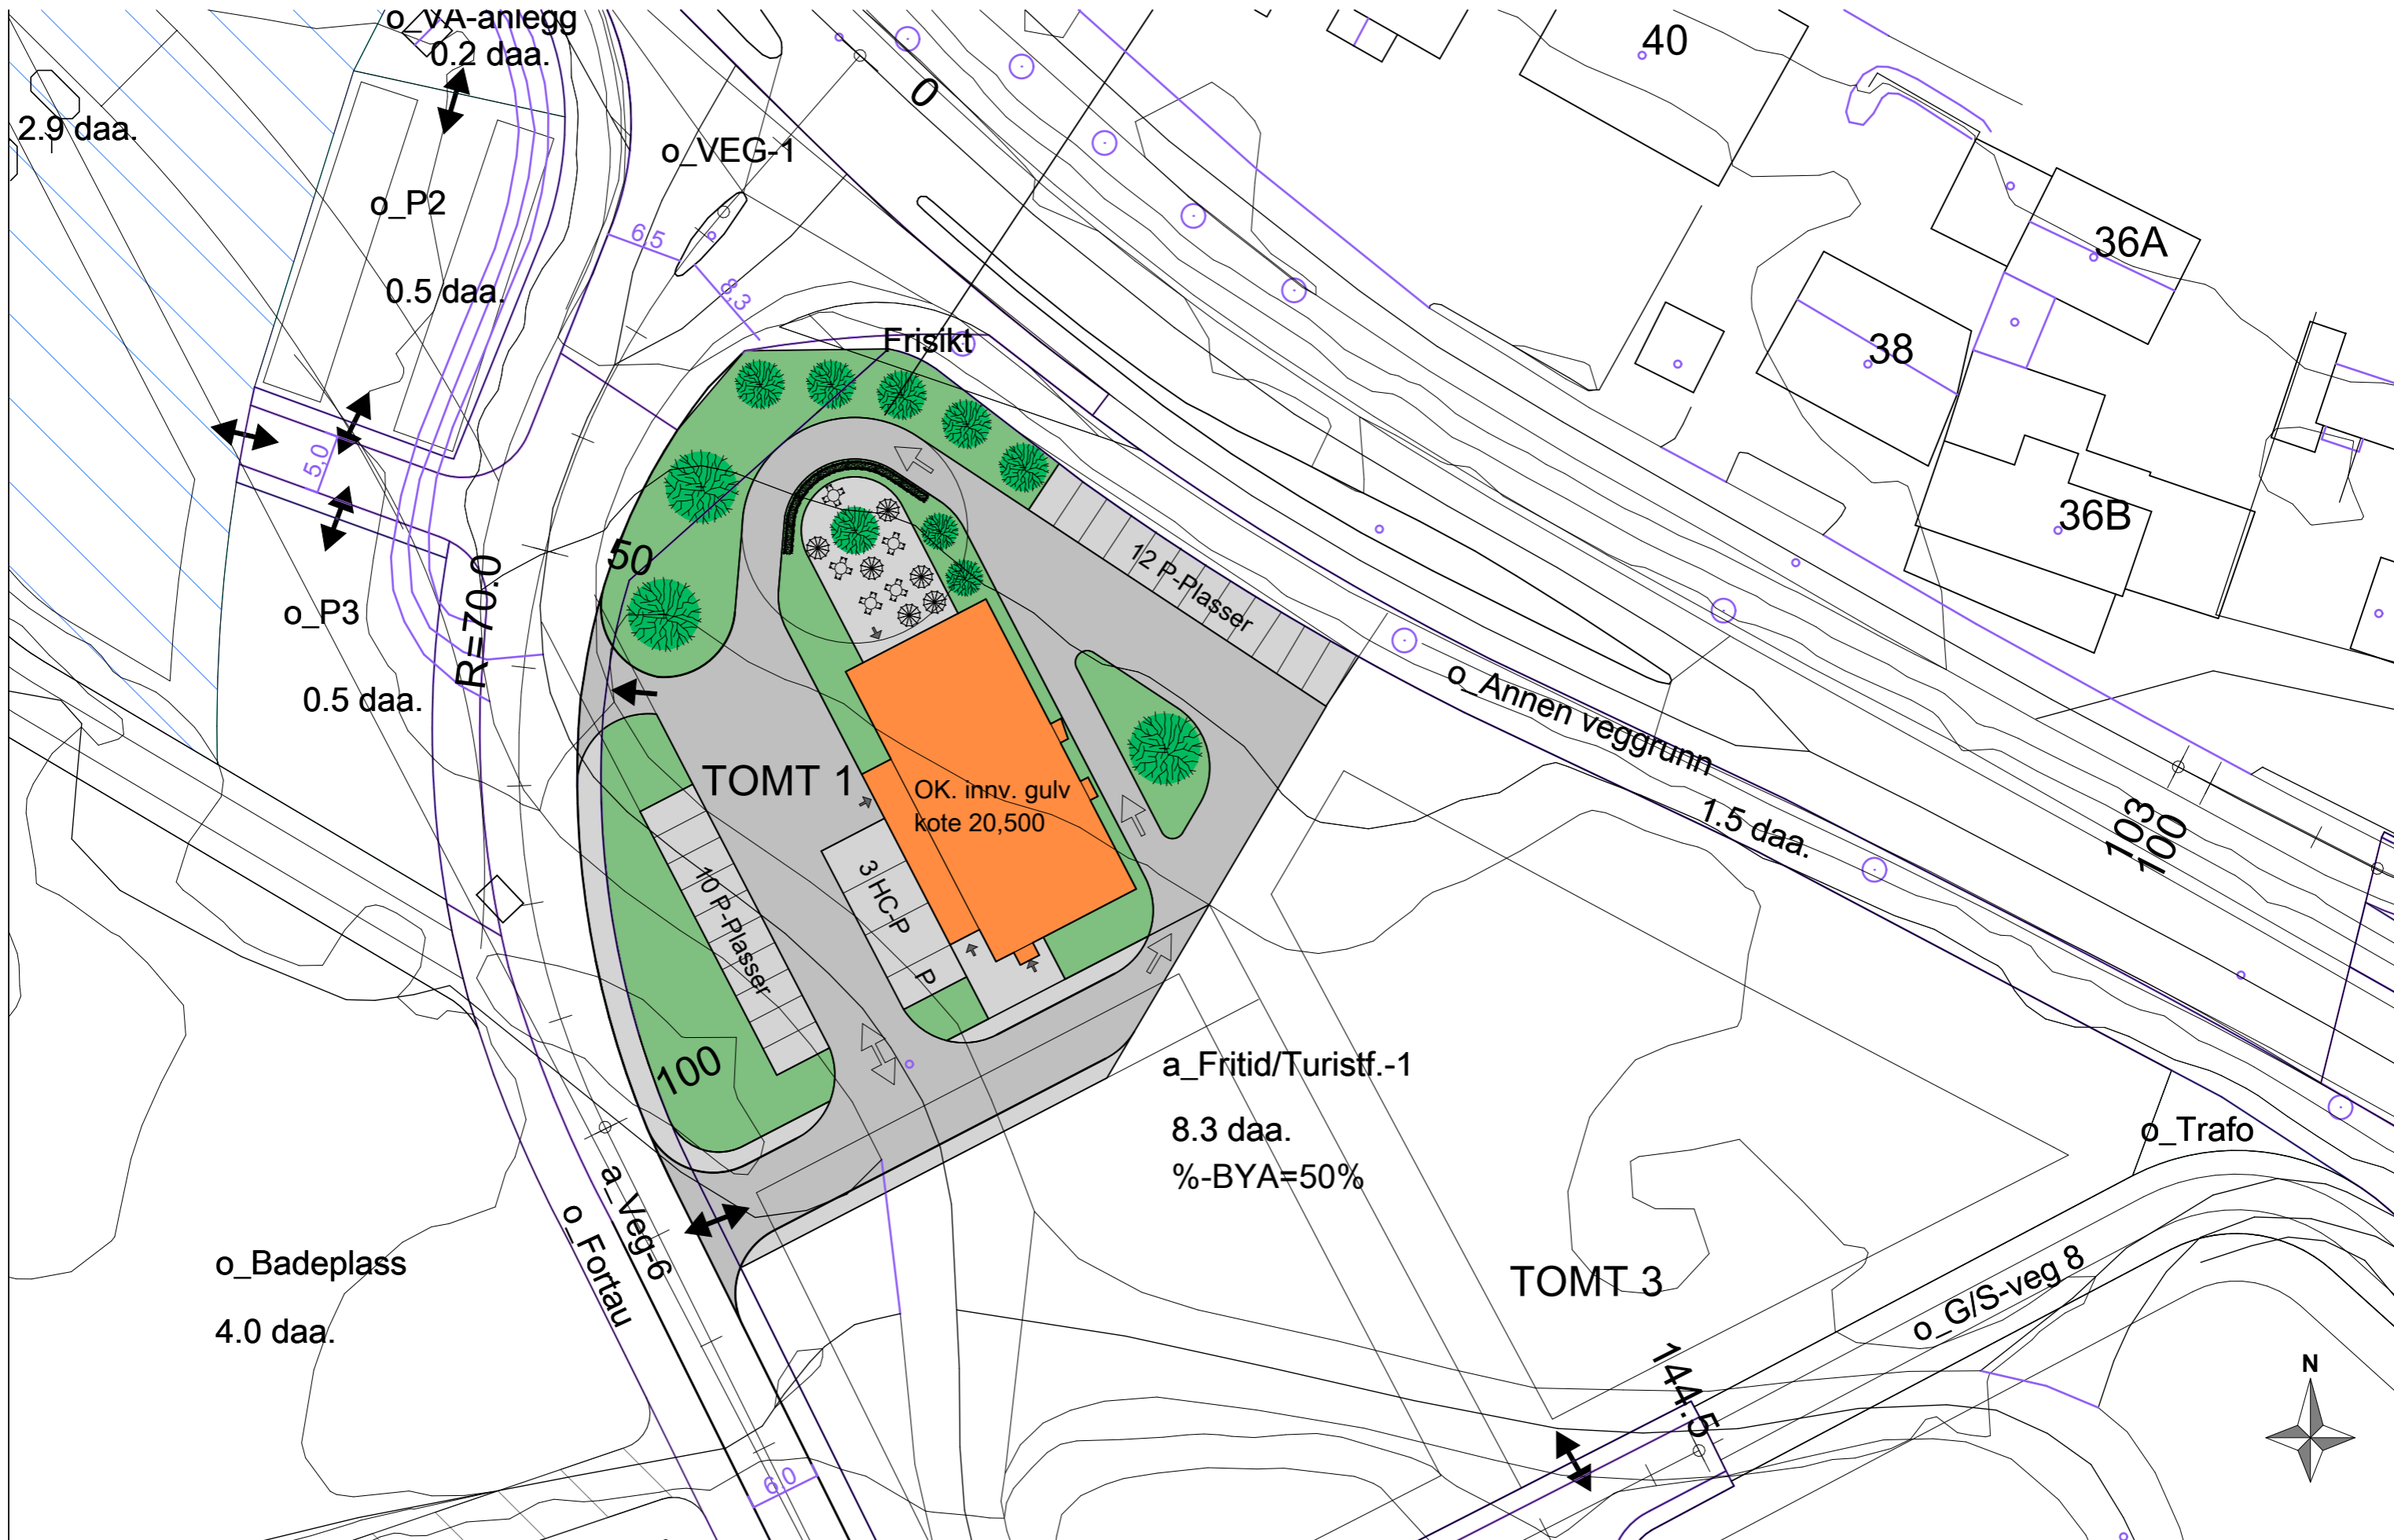 o_VA-anlegg
0.2 daa.
2.9 daa.
o_P2
0.5 daa.
o_VEG-1
6,5
8,3
0
40
36A
38
36B
Frisikt
5,0
50
R=70.0
o_P3
0.5 daa.
12 P-Plasser
o_Annen veggrunn
1.5 daa.
103
100
TOMT 1
OK. innv. gulv
kote 20,500
3 HC-P
P
10 P-Plasser
100
a_Fritid/Turistf.-1
8.3 daa.
%-BYA=50%
o_Trafo
a_Veg-6
o_Fortau
o_Badeplass
4.0 daa.
TOMT 3
o_G/S-veg 8
144.5
6,0
N